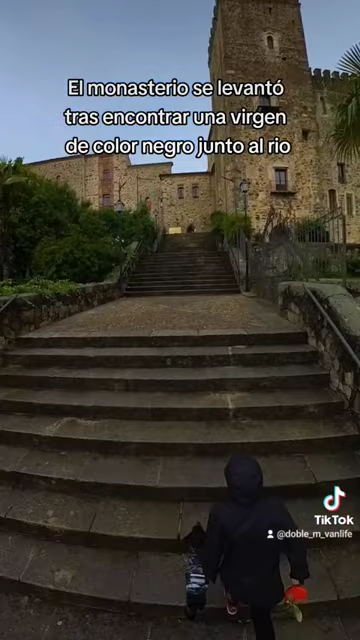 El monasterio se levantó
tras encontrar una virgen
de color negro junto al rio
TikTok
@doble_m_vanlife